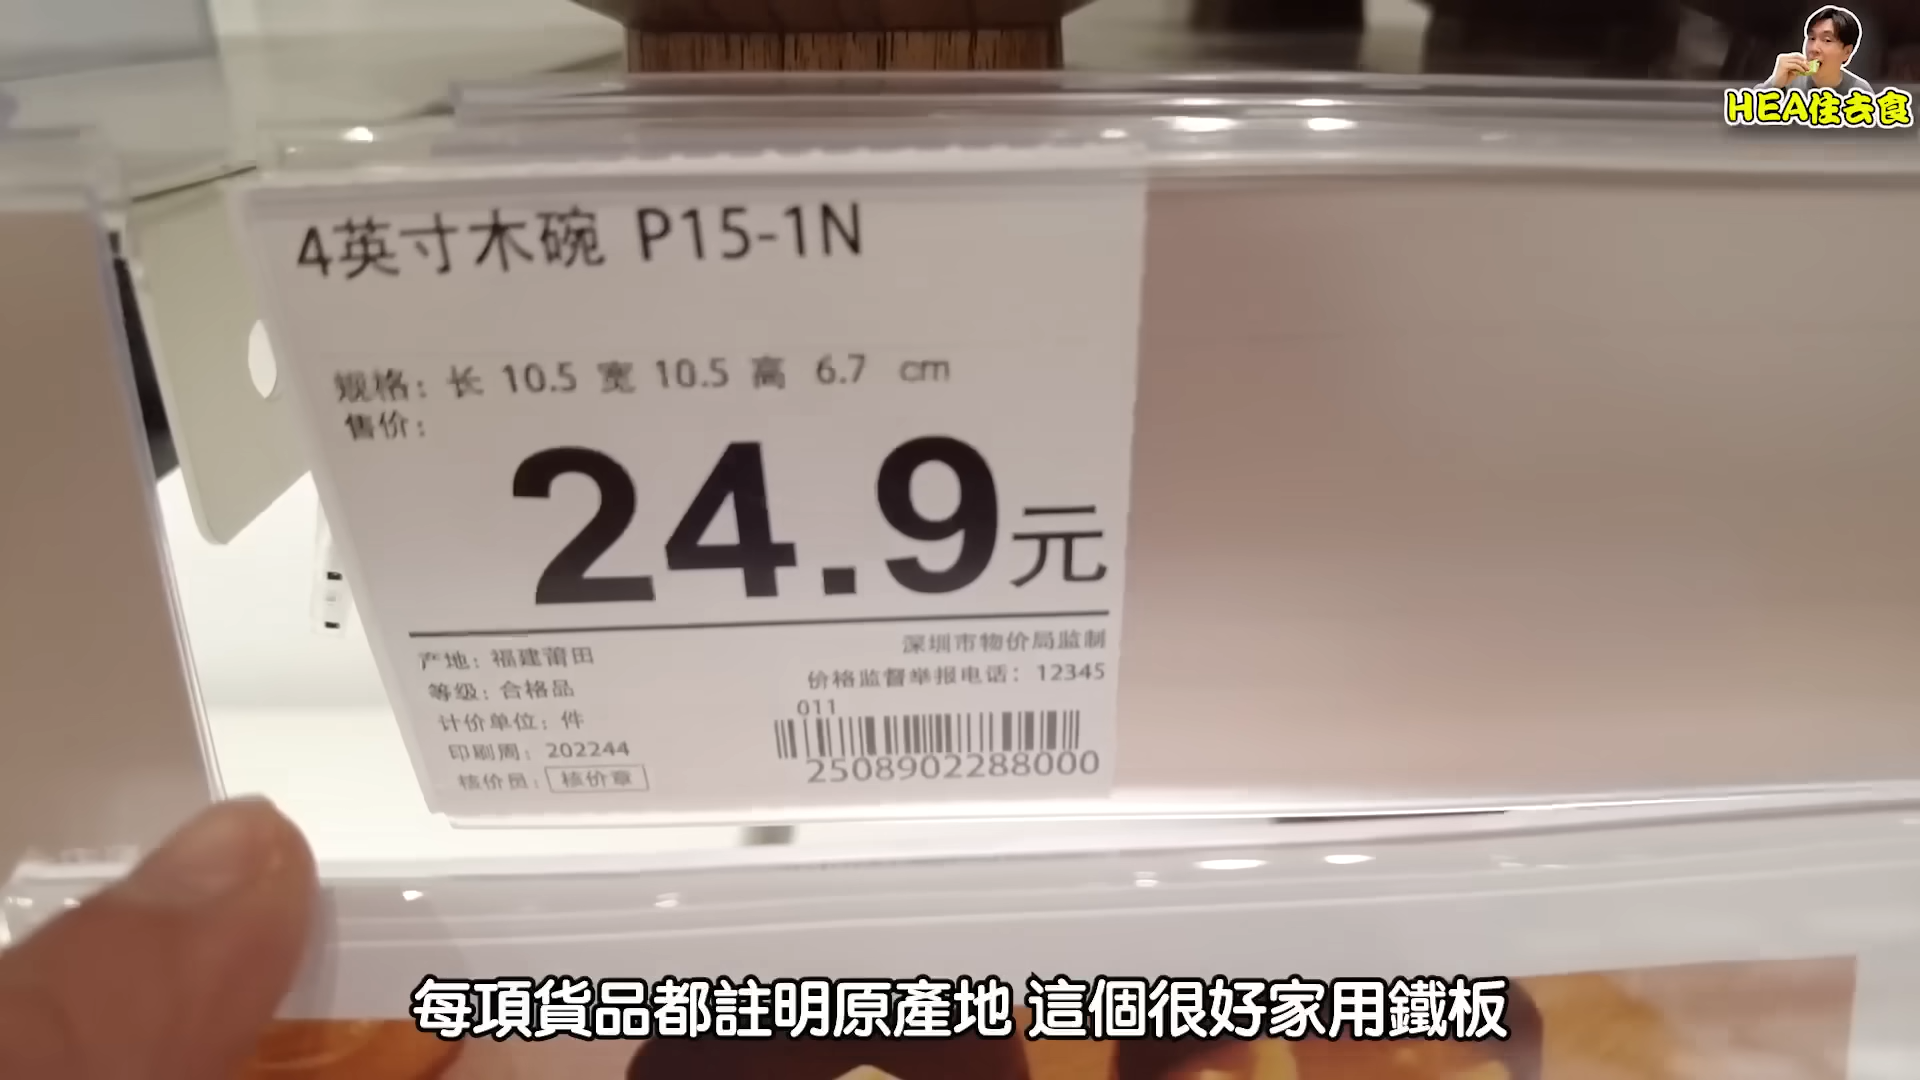 HEA住去食
4英寸木碗 P15-1N
规格：长 10.5 宽 10.5 高 6.7 cm
售价：
24.9元
产地：福建莆田
等级：合格品
计价单位：件
印刷周：202244
核价员：核价章
深圳市物价局监制
价格监督举报电话：12345
011
2508902288000
每項貨品都註明原產地 這個很好家用鐵板